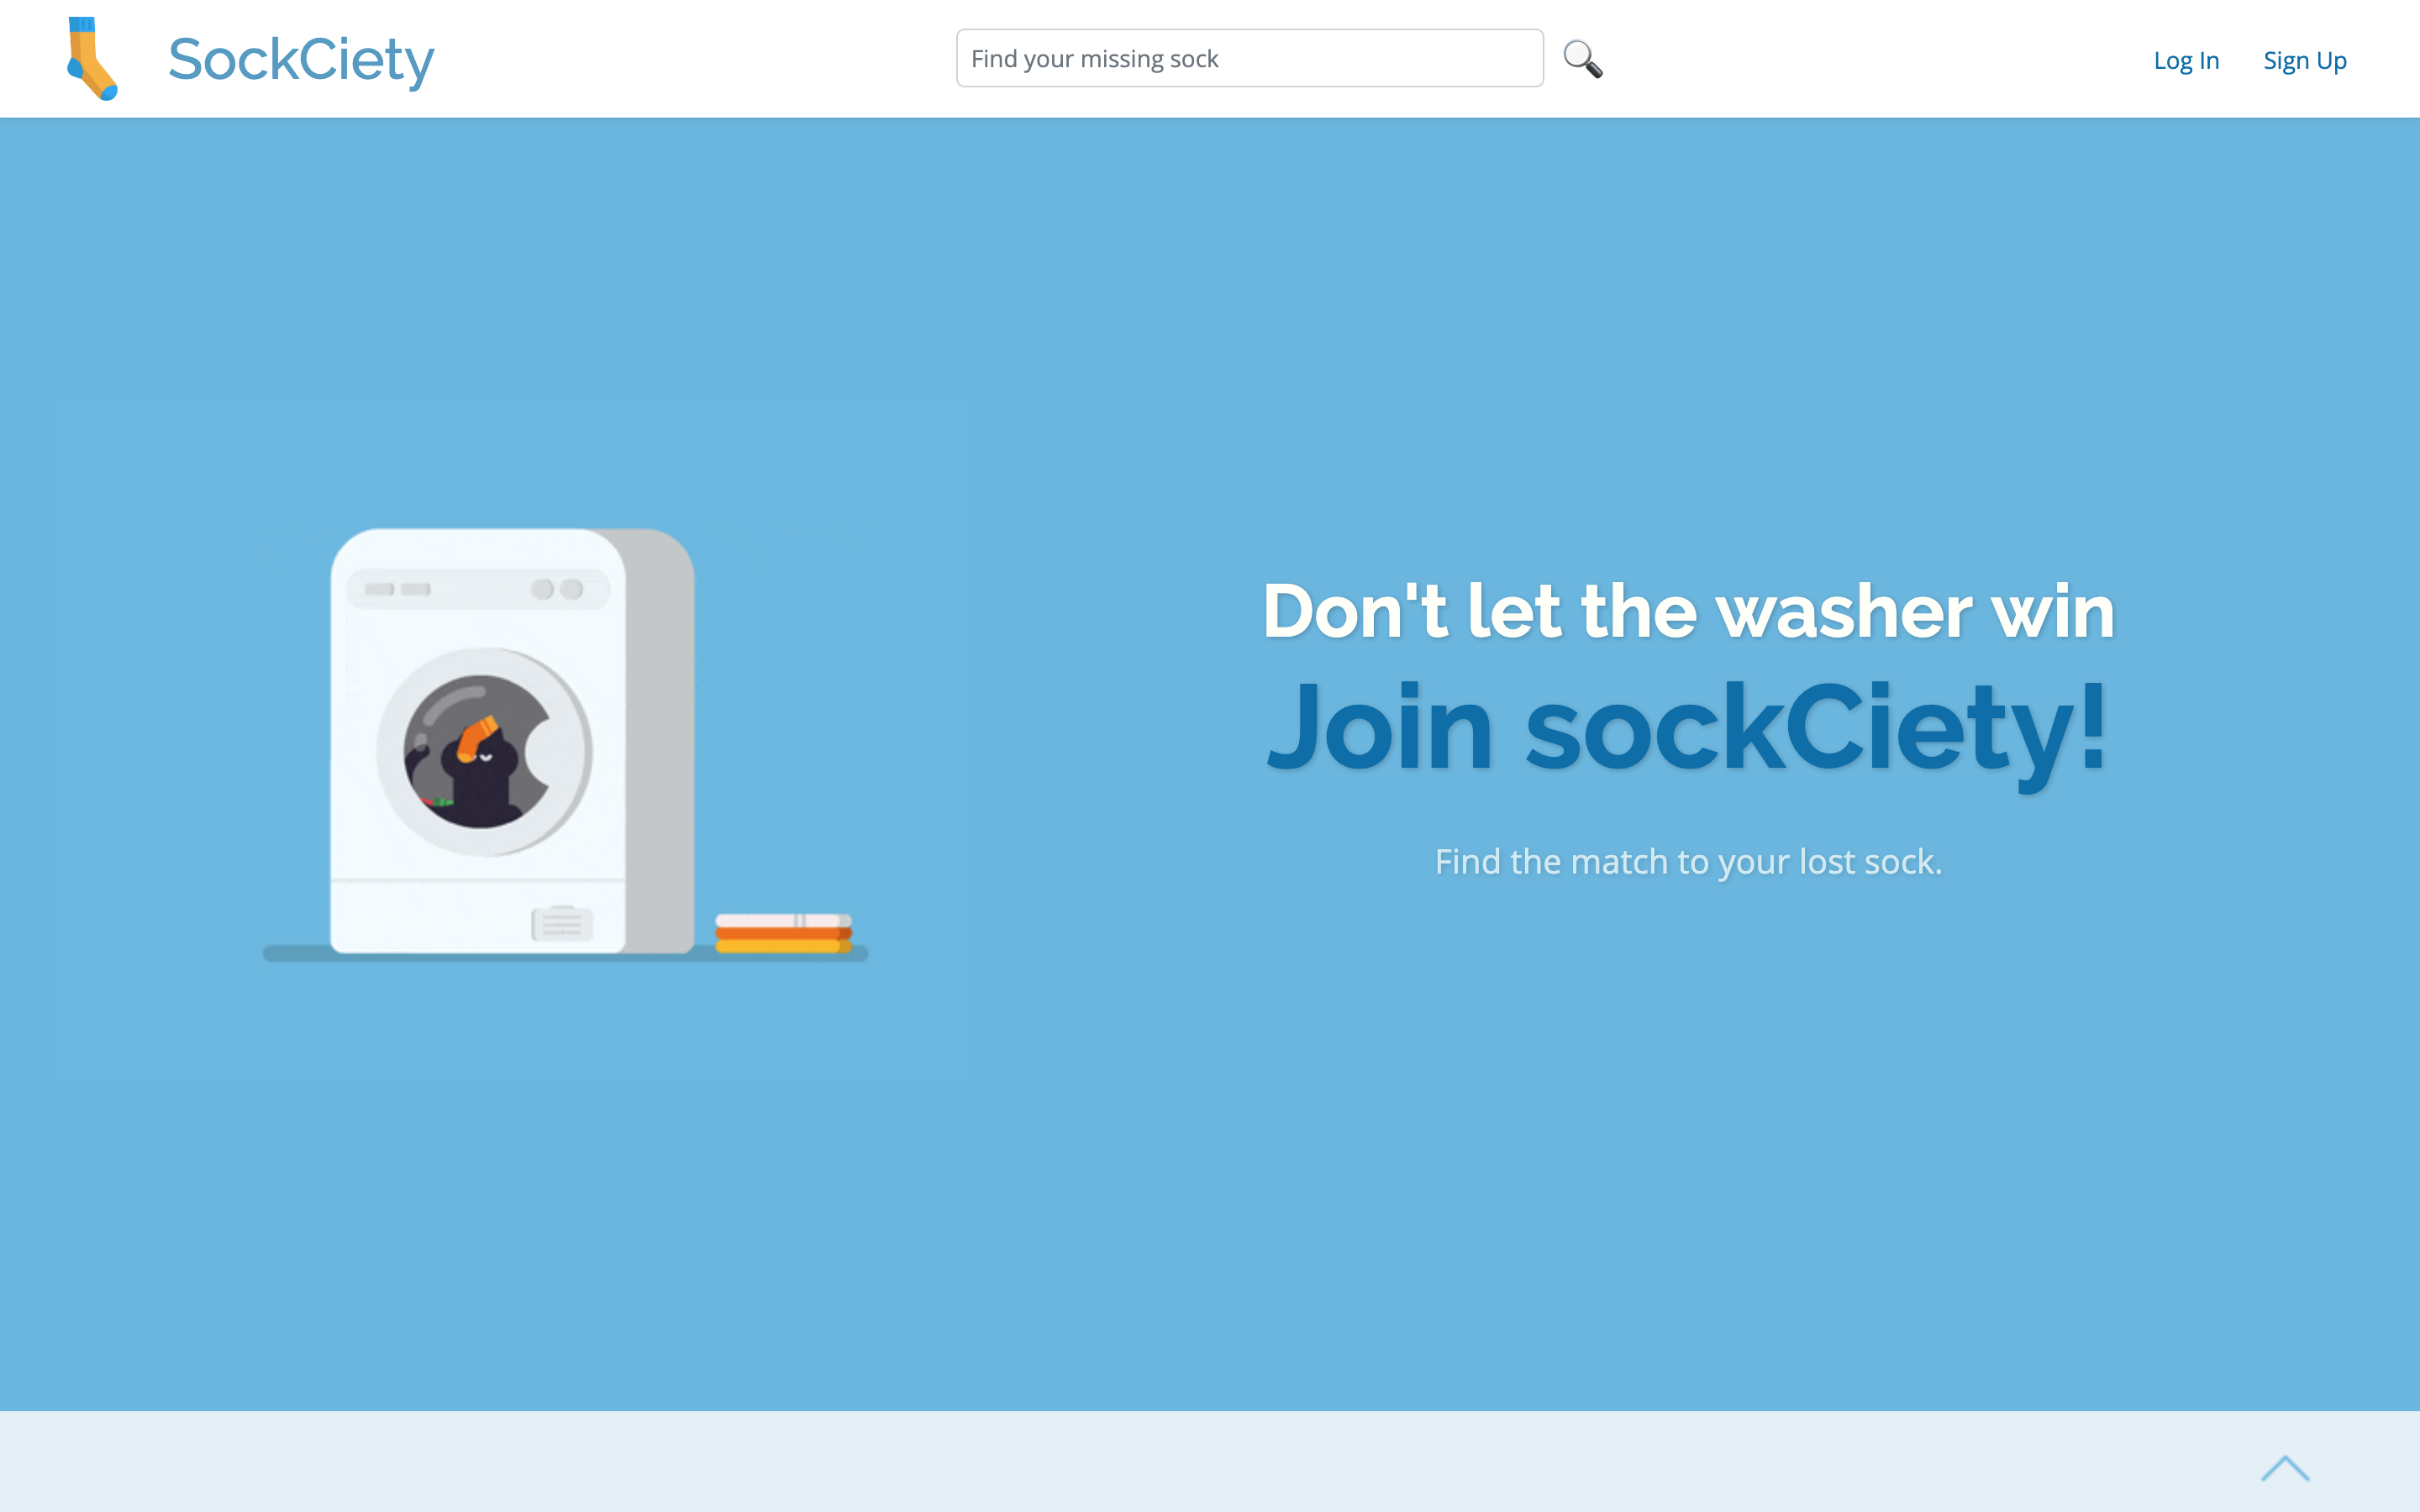 SockCiety
Find your missing sock
Log In
Sign Up
Don't let the washer win
Join sockCiety!
Find the match to your lost sock.